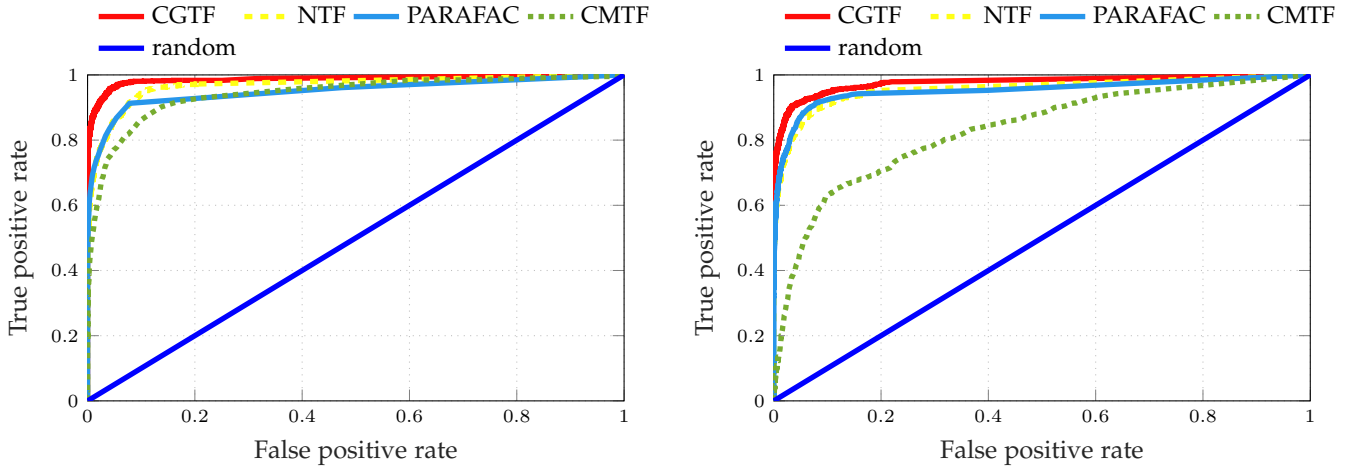 CGTF NTF PARAFAC CMTF
random
1
0.8
0.6
0.4
0.2
0
0 0.2 0.4 0.6 0.8 1
False positive rate
True positive rate
CGTF NTF PARAFAC CMTF
random
1
0.8
0.6
0.4
0.2
0
0 0.2 0.4 0.6 0.8 1
False positive rate
True positive rate